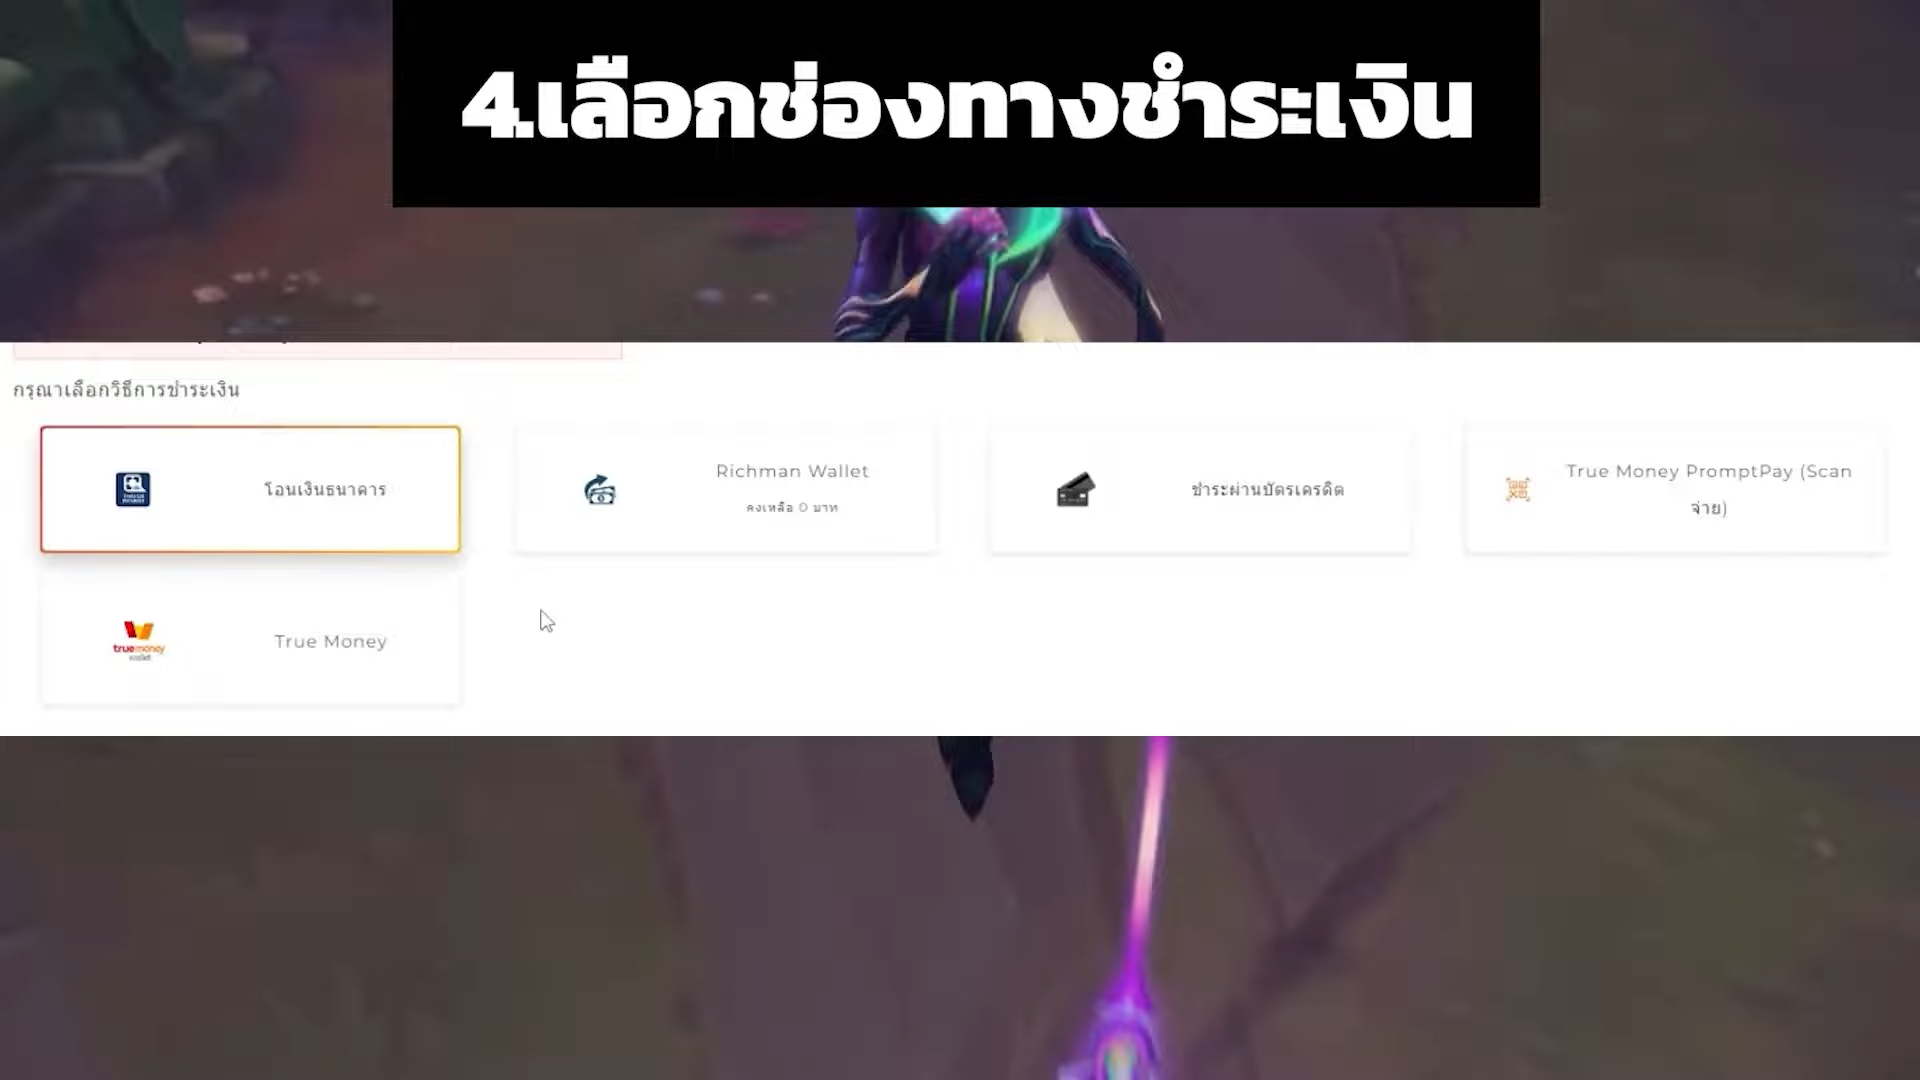 4.เลือกช่องทางชำระเงิน
กรุณาเลือกวิธีการชำระเงิน
โอนเงินธนาคาร
Richman Wallet
คงเหลือ 0 บาท
ชำระผ่านบัตรเครดิต
True Money PromptPay (Scan
จ่าย)
truemoney
wallet
True Money